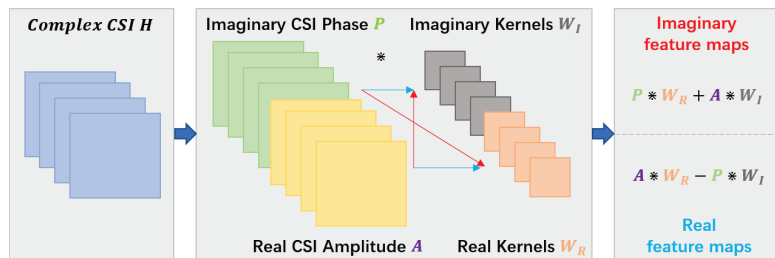 Complex CSI H
Imaginary CSI Phase P
*
Imaginary Kernels W_I
Real CSI Amplitude A
Real Kernels W_R
Imaginary
feature maps
P * W_R + A * W_I
A * W_R − P * W_I
Real
feature maps